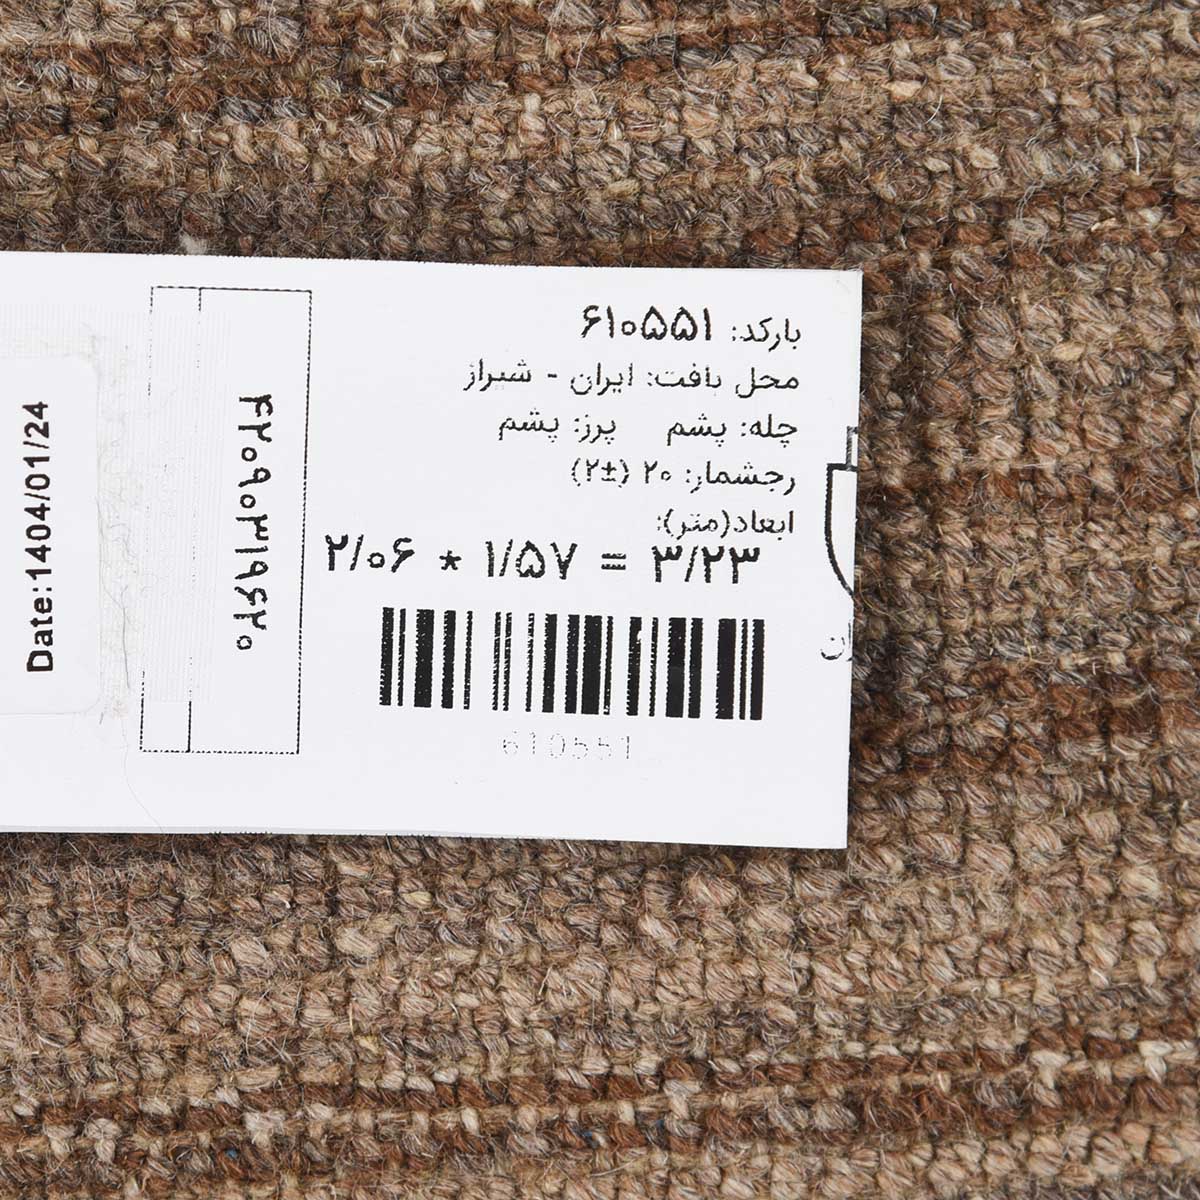 بارکد: ۶۱۰۵۵۱
محل بافت: ایران - شیراز
چله: پشم پرز: پشم
رجشمار: ۲۰ (±۲)
ابعاد(متر):
۲/۰۶ * ۱/۵۷ = ۳/۲۳
610551
۴۲۰۹۰۳۱۹۶۲۰
Date:1404/01/24